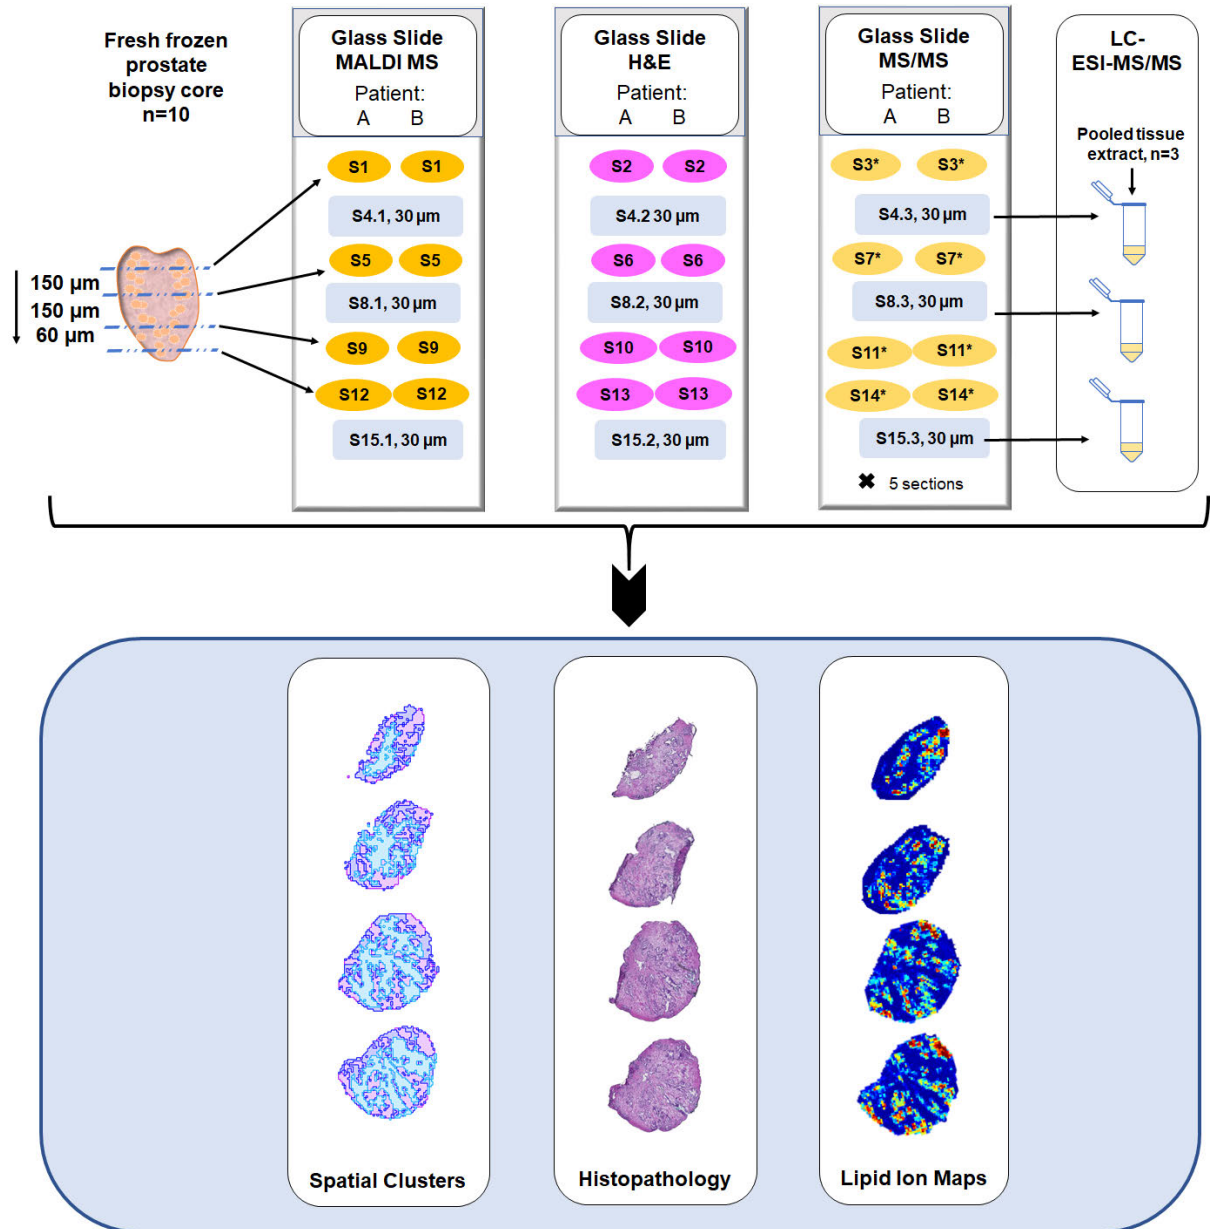 Fresh frozen
prostate
biopsy core
n=10
150 µm
150 µm
60 µm
Glass Slide
MALDI MS
Patient:
A B
S1 S1
S4.1, 30 µm
S5 S5
S8.1, 30 µm
S9 S9
S12 S12
S15.1, 30 µm
Glass Slide
H&E
Patient:
A B
S2 S2
S4.2 30 µm
S6 S6
S8.2, 30 µm
S10 S10
S13 S13
S15.2, 30 µm
Glass Slide
MS/MS
Patient:
A B
S3* S3*
S4.3, 30 µm
S7* S7*
S8.3, 30 µm
S11* S11*
S14* S14*
S15.3, 30 µm
✖ 5 sections
LC-
ESI-MS/MS
Pooled tissue
extract, n=3
Spatial Clusters
Histopathology
Lipid Ion Maps